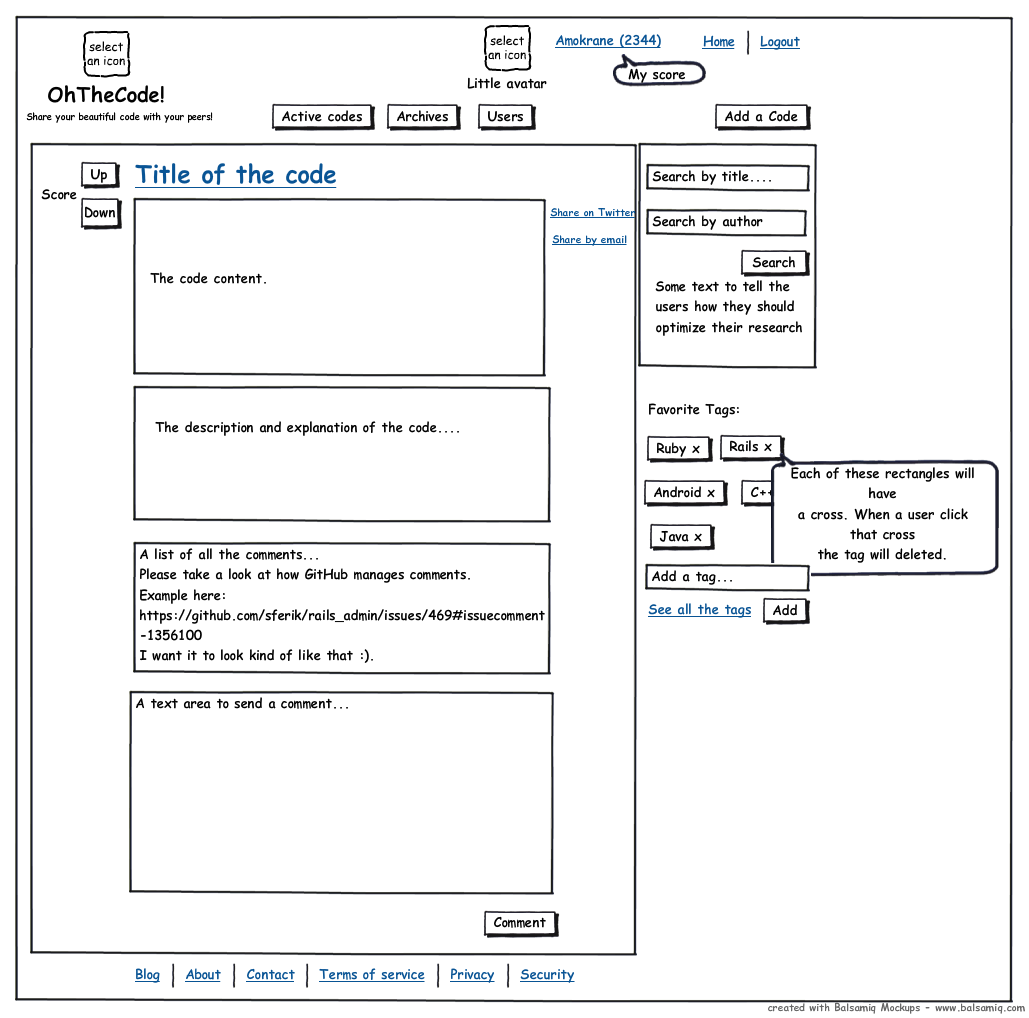 select
an icon
select
an icon
Amokrane (2344)
Home
Logout
My score
Little avatar
OhTheCode!
Share your beautiful code with your peers!
Active codes
Archives
Users
Add a Code
Up
Score
Down
Title of the code
Share on Twitter
Share by email
The code content.
Search by title....
Search by author
Search
Some text to tell the
users how they should
optimize their research
The description and explanation of the code....
Favorite Tags:
Ruby x
Rails x
Android x
C++
Java x
Each of these rectangles will
have
a cross. When a user click
that cross
the tag will deleted.
Add a tag...
See all the tags
Add
A list of all the comments...
Please take a look at how GitHub manages comments.
Example here:
https://github.com/sferik/rails_admin/issues/469#issuecomment
-1356100
I want it to look kind of like that :).
A text area to send a comment...
Comment
Blog
About
Contact
Terms of service
Privacy
Security
created with Balsamiq Mockups - www.balsamiq.com